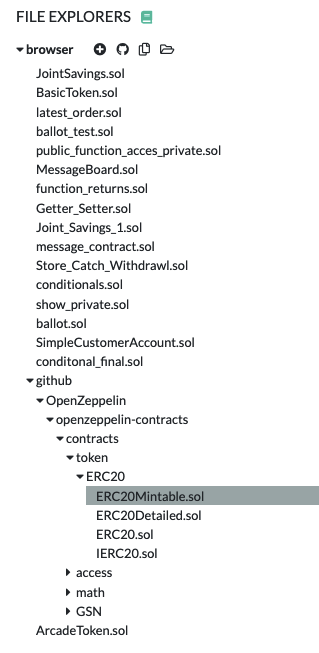 FILE EXPLORERS
browser
JointSavings.sol
BasicToken.sol
latest_order.sol
ballot_test.sol
public_function_acces_private.sol
MessageBoard.sol
function_returns.sol
Getter_Setter.sol
Joint_Savings_1.sol
message_contract.sol
Store_Catch_Withdrawl.sol
conditionals.sol
show_private.sol
ballot.sol
SimpleCustomerAccount.sol
conditonal_final.sol
github
OpenZeppelin
openzeppelin-contracts
contracts
token
ERC20
ERC20Mintable.sol
ERC20Detailed.sol
ERC20.sol
IERC20.sol
access
math
GSN
ArcadeToken.sol